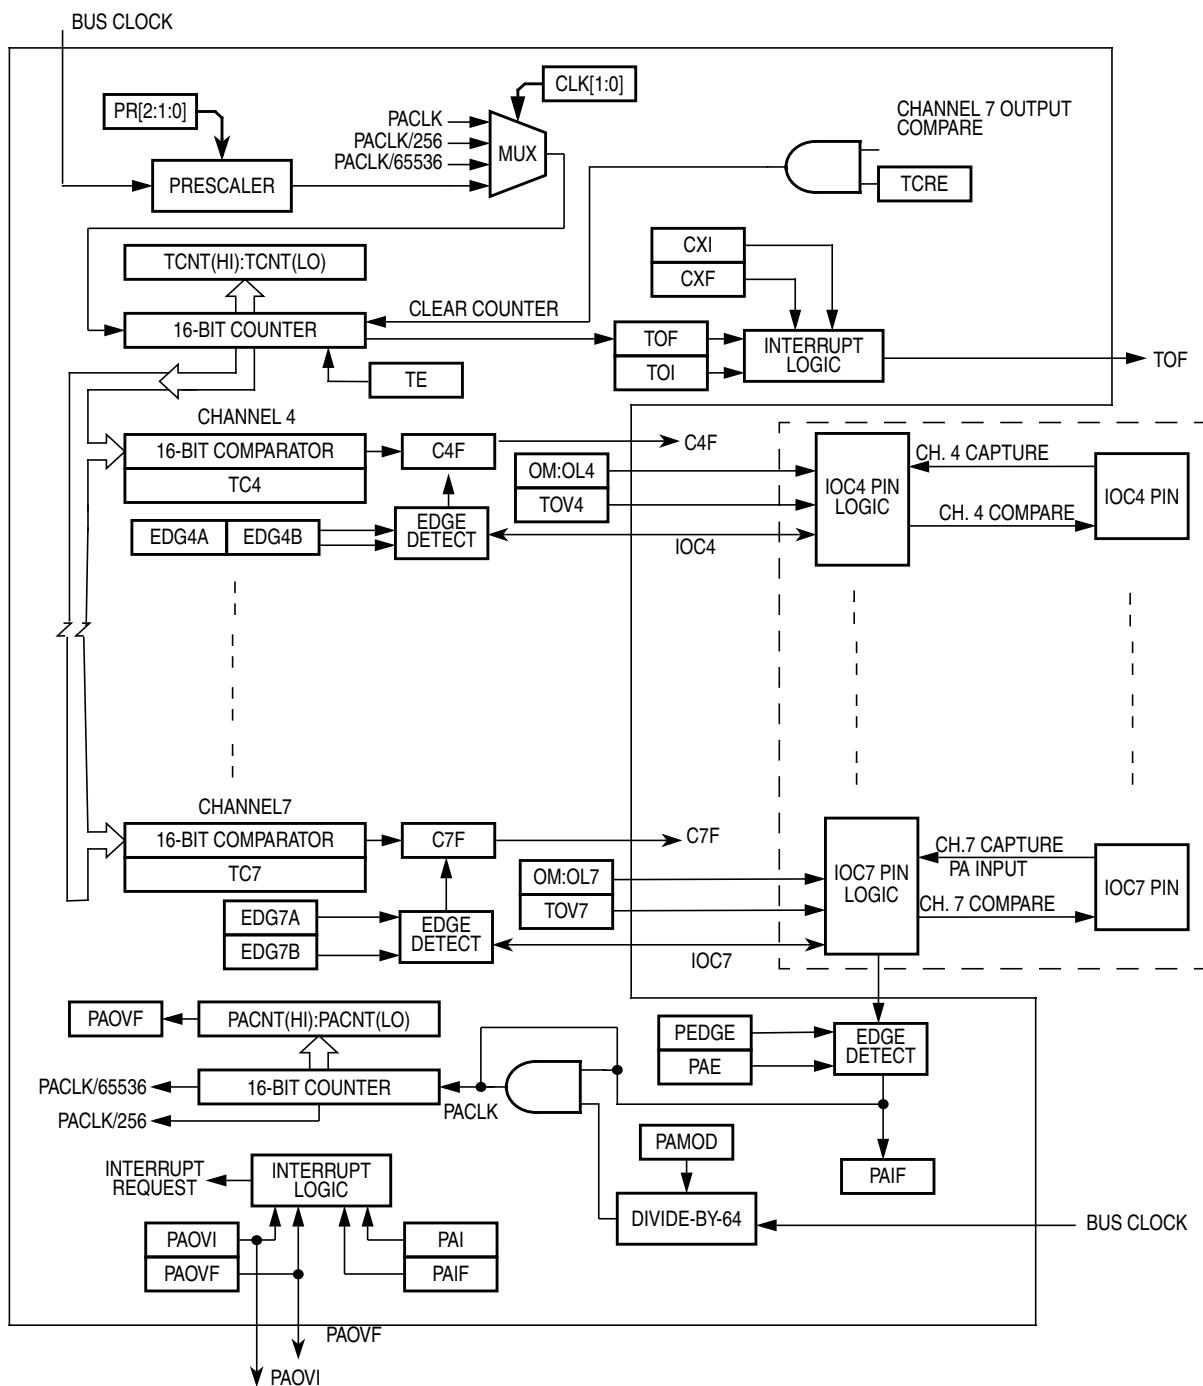 BUS CLOCK
PR[2:1:0]
CLK[1:0]
PACLK
PACLK/256
PACLK/65536
MUX
CHANNEL 7 OUTPUT
COMPARE
PRESCALER
TCRE
TCNT(HI):TCNT(LO)
CXI
CXF
CLEAR COUNTER
16-BIT COUNTER
TOF
TOI
INTERRUPT
LOGIC
TOF
TE
CHANNEL 4
16-BIT COMPARATOR
TC4
C4F
C4F
OM:OL4
TOV4
IOC4 PIN
LOGIC
CH. 4 CAPTURE
CH. 4 COMPARE
IOC4 PIN
EDG4A
EDG4B
EDGE
DETECT
IOC4
CHANNEL7
16-BIT COMPARATOR
TC7
C7F
C7F
OM:OL7
TOV7
IOC7 PIN
LOGIC
CH.7 CAPTURE
PA INPUT
CH. 7 COMPARE
IOC7 PIN
EDG7A
EDG7B
EDGE
DETECT
IOC7
PAOVF
PACNT(HI):PACNT(LO)
PEDGE
PAE
EDGE
DETECT
PACLK/65536
PACLK/256
16-BIT COUNTER
PACLK
PAMOD
PAIF
INTERRUPT
REQUEST
INTERRUPT
LOGIC
DIVIDE-BY-64
BUS CLOCK
PAOVI
PAOVF
PAI
PAIF
PAOVF
PAOVI